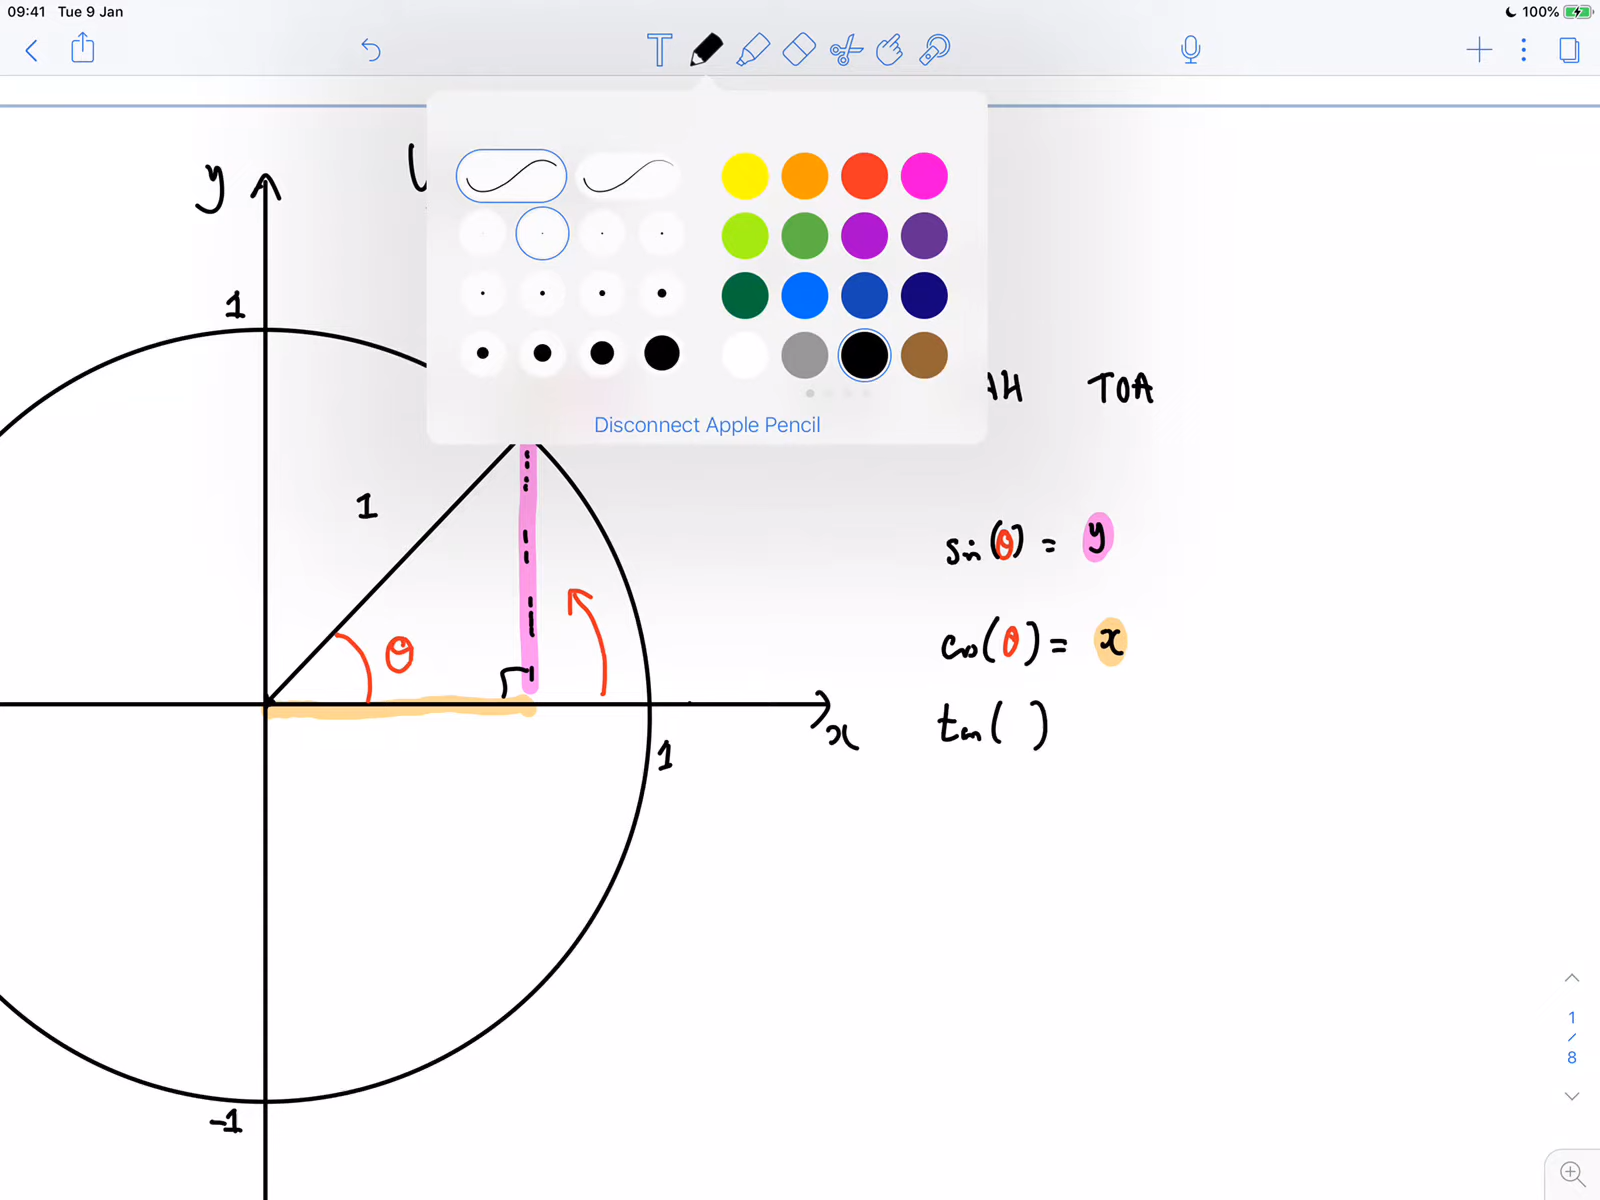 09:41 Tue 9 Jan
100%
T
y
1
Disconnect Apple Pencil
AH TOA
1
sin(θ) = y
θ
cos(θ) = x
tan( )
x
1
-1
1
/
8